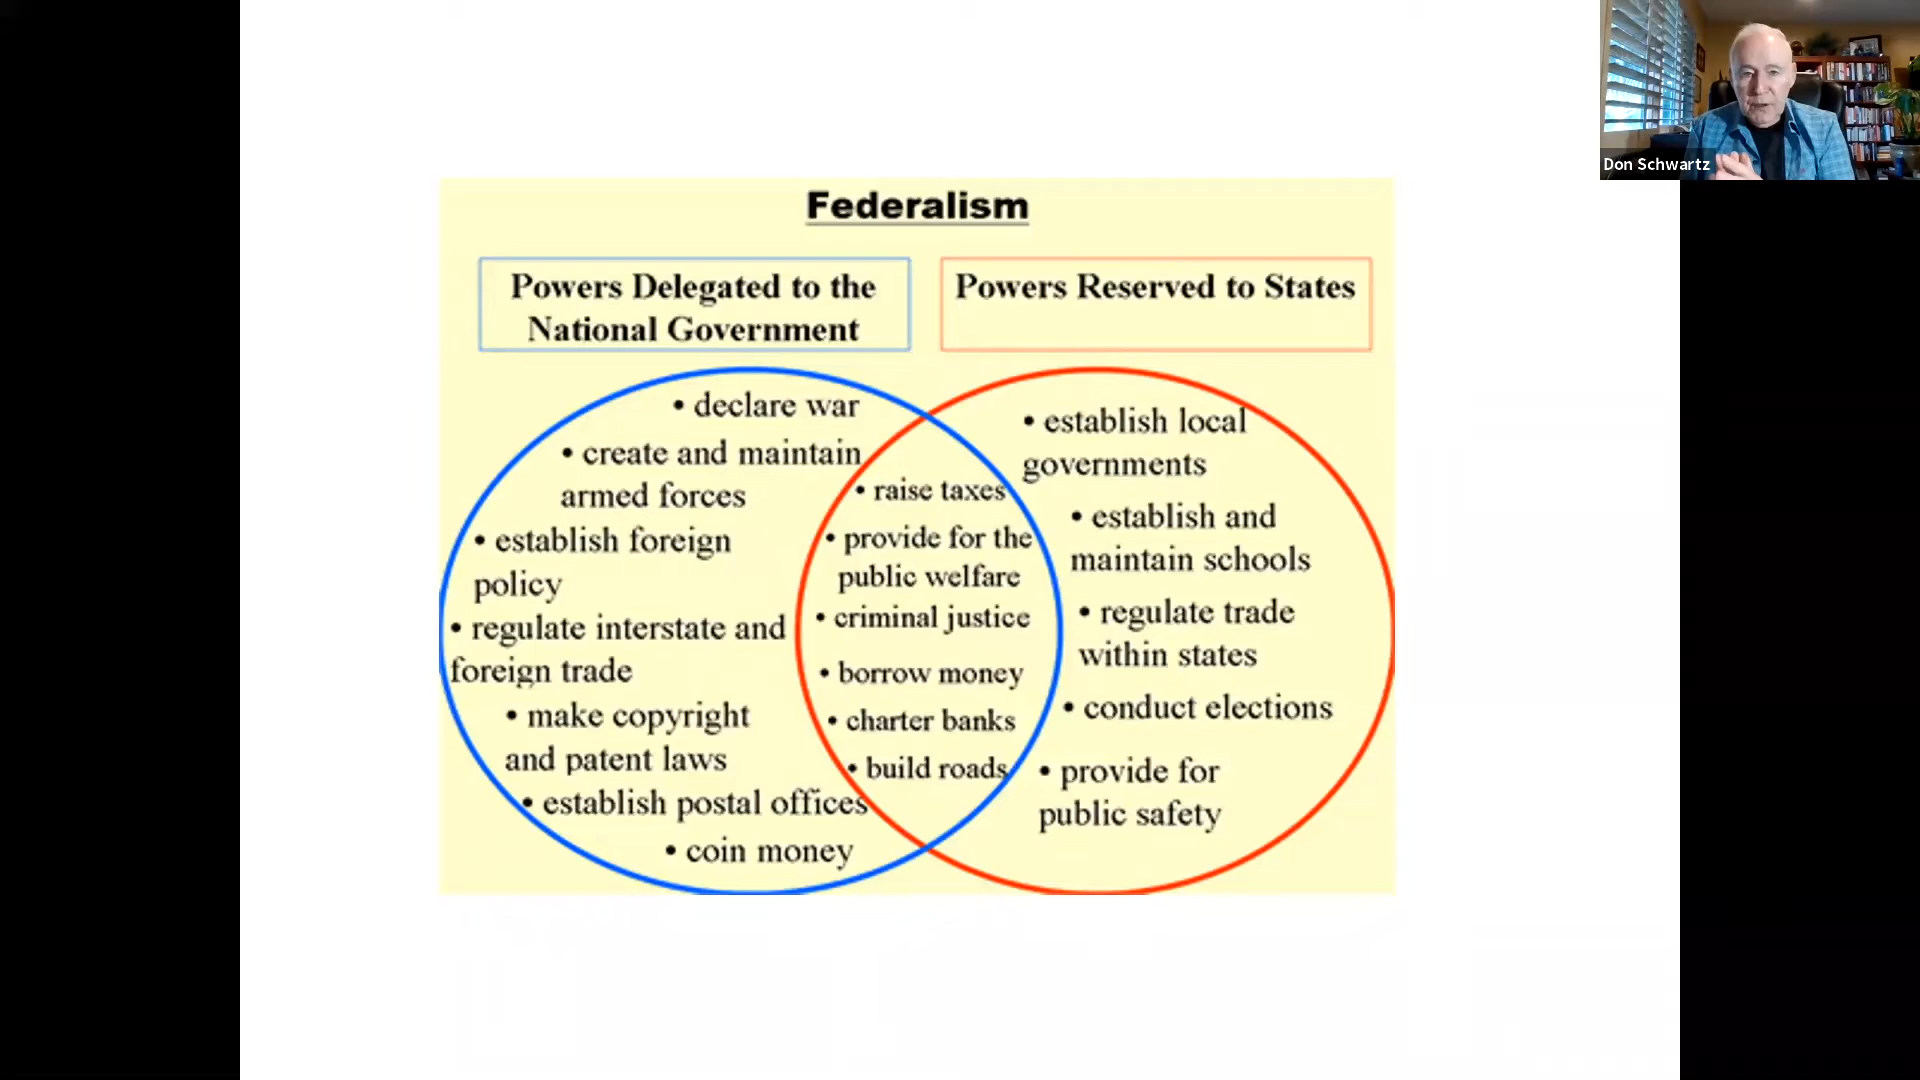 Federalism
Powers Delegated to the
National Government
Powers Reserved to States
• declare war
• create and maintain
armed forces
• establish foreign
policy
• regulate interstate and
foreign trade
• make copyright
and patent laws
• establish postal offices
• coin money
• raise taxes
• provide for the
public welfare
• criminal justice
• borrow money
• charter banks
• build roads
• establish local
governments
• establish and
maintain schools
• regulate trade
within states
• conduct elections
• provide for
public safety
Don Schwartz